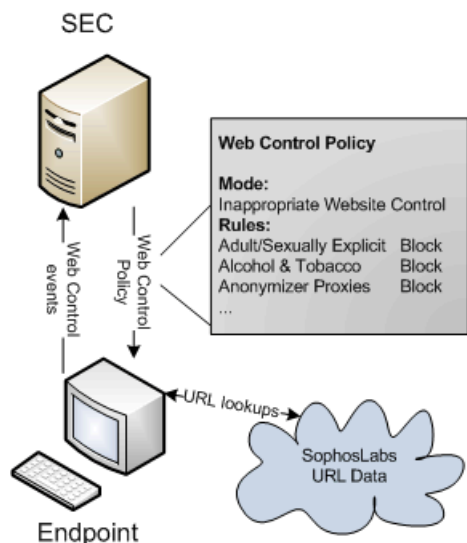 SEC
Web Control Policy
Mode:
Inappropriate Website Control
Rules:
Adult/Sexually Explicit Block
Alcohol & Tobacco Block
Anonymizer Proxies Block
...
Web Control
events
Web Control
Policy
URL lookups
SophosLabs
URL Data
Endpoint